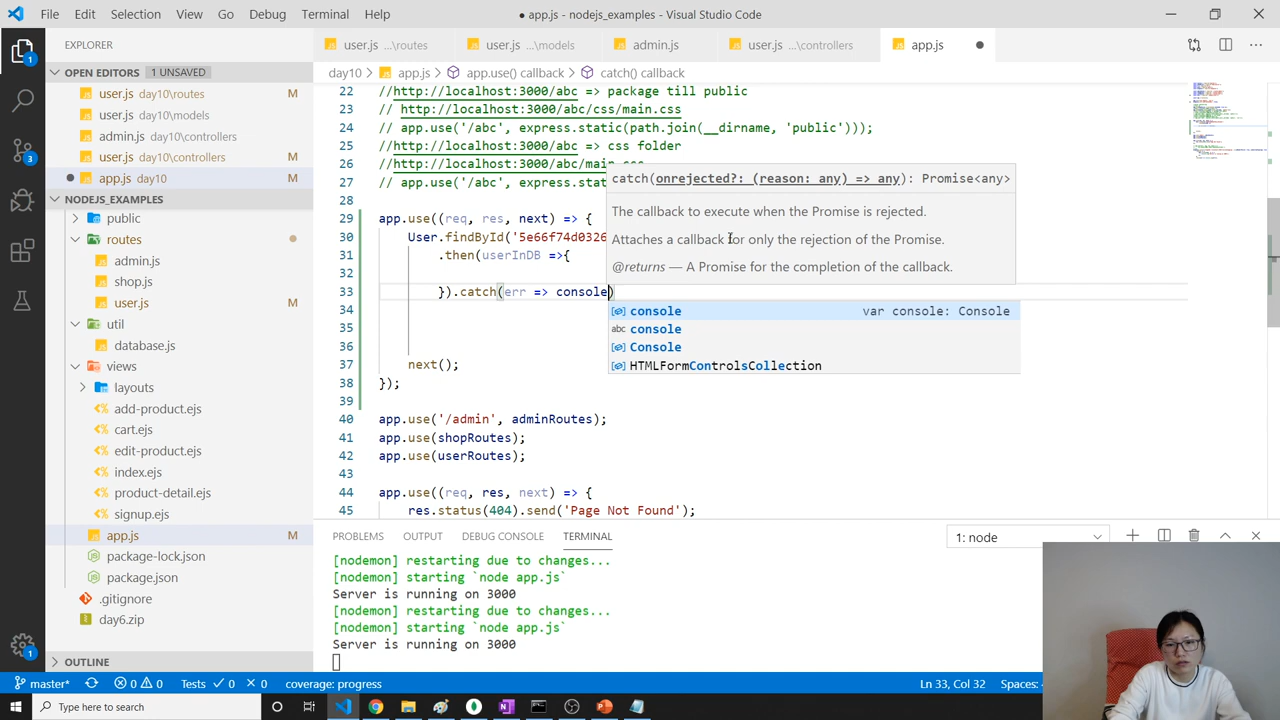 File Edit Selection View Go Debug Terminal Help
● app.js - nodejs_examples - Visual Studio Code
EXPLORER
user.js ...\routes
user.js ...\models
admin.js
user.js ...\controllers
app.js
OPEN EDITORS 1 UNSAVED
user.js day10\routes M
user.js day10\models
admin.js day10\controllers
user.js day10\controllers M
app.js day10 M
NODEJS_EXAMPLES
public
routes
admin.js
shop.js
user.js M
util
database.js
views
layouts
add-product.ejs
cart.ejs
edit-product.ejs
index.ejs
product-detail.ejs
signup.ejs
app.js M
package-lock.json
package.json
.gitignore
day6.zip
OUTLINE
day10 > app.js > app.use() callback > catch() callback
22 //http://localhost:3000/abc => package till public
23 // http://localhost:3000/abc/css/main.css
24 // app.use('/abc', express.static(path.join(__dirname, 'public')));
25 //http://localhost:3000/abc => css folder
26 //http://localhost:3000/abc/main.css
27 // app.use('/abc', express.stat
28
29 app.use((req, res, next) => {
30 User.findById('5e66f74d0326
31 .then(userInDB =>{
32
33 }).catch(err => console)
34
35
36
37 next();
38 });
39
40 app.use('/admin', adminRoutes);
41 app.use(shopRoutes);
42 app.use(userRoutes);
43
44 app.use((req, res, next) => {
45 res.status(404).send('Page Not Found');
catch(onrejected?: (reason: any) => any): Promise<any>
The callback to execute when the Promise is rejected.
Attaches a callback for only the rejection of the Promise.
@returns — A Promise for the completion of the callback.
console var console: Console
abc console
Console
HTMLFormControlsCollection
PROBLEMS OUTPUT DEBUG CONSOLE TERMINAL
1: node
[nodemon] restarting due to changes...
[nodemon] starting `node app.js`
Server is running on 3000
[nodemon] restarting due to changes...
[nodemon] starting `node app.js`
Server is running on 3000
master* 0 0 Tests 0 coverage: progress
Ln 33, Col 32 Spaces:
Type here to search
1
3
1